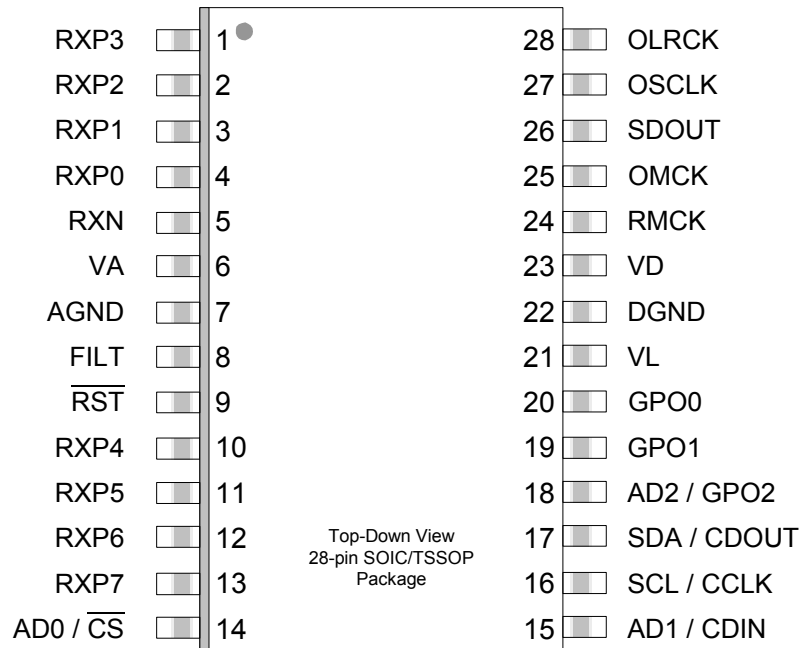 RXP3 1 28 OLRCK
RXP2 2 27 OSCLK
RXP1 3 26 SDOUT
RXP0 4 25 OMCK
RXN 5 24 RMCK
VA 6 23 VD
AGND 7 22 DGND
FILT 8 21 VL
RST 9 20 GPO0
RXP4 10 19 GPO1
RXP5 11 18 AD2 / GPO2
RXP6 12 17 SDA / CDOUT
RXP7 13 16 SCL / CCLK
AD0 / CS 14 15 AD1 / CDIN
Top-Down View
28-pin SOIC/TSSOP
Package